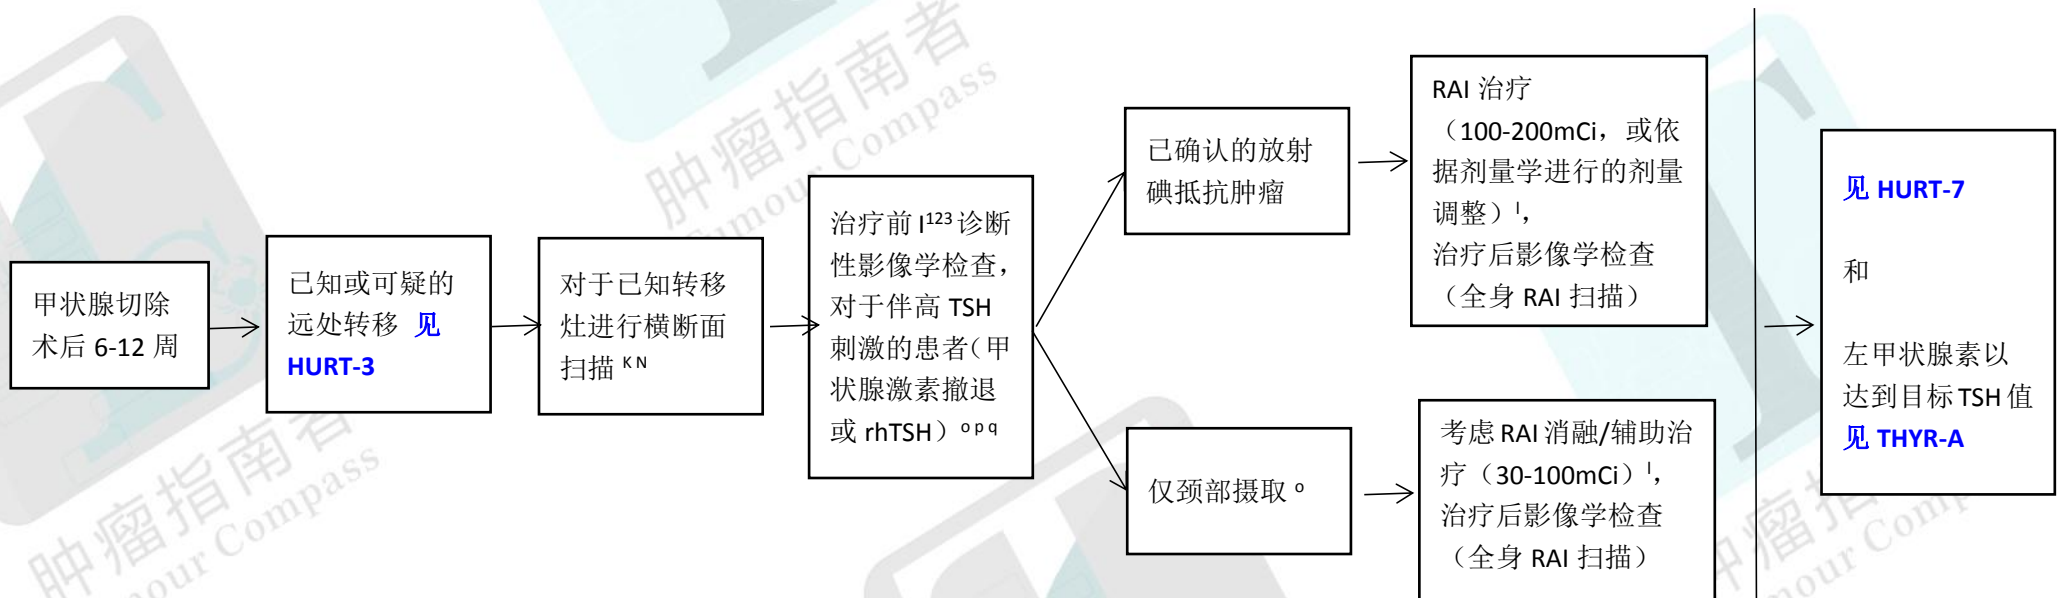 甲状腺切除
术后 6-12 周
已知或可疑的
远处转移 见
HURT-3
对于已知转移
灶进行横断面
扫描 K N
治疗前 I¹²³ 诊断
性影像学检查,
对于伴高 TSH
刺激的患者(甲
状腺激素撤退
或 rhTSH) o p q
已确认的放射
碘抵抗肿瘤
RAI 治疗
(100-200mCi,或依
据剂量学进行的剂量
调整) l,
治疗后影像学检查
(全身 RAI 扫描)
仅颈部摄取 o
考虑 RAI 消融/辅助治
疗(30-100mCi) l,
治疗后影像学检查
(全身 RAI 扫描)
见 HURT-7
和
左甲状腺素以
达到目标 TSH 值
见 THYR-A
肿瘤指南者
Tumour Compass
肿瘤指南者
Tumour Compass